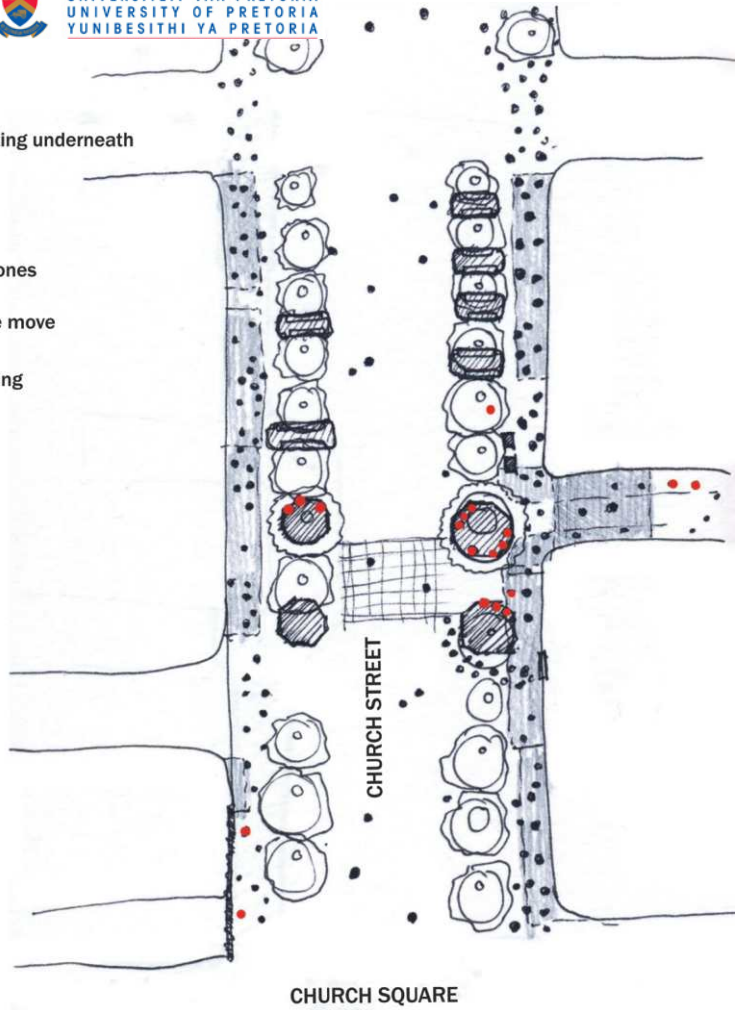 UNIVERSITY OF PRETORIA
YUNIBESITHI YA PRETORIA
ing underneath
ones
move
ng
CHURCH STREET
CHURCH SQUARE